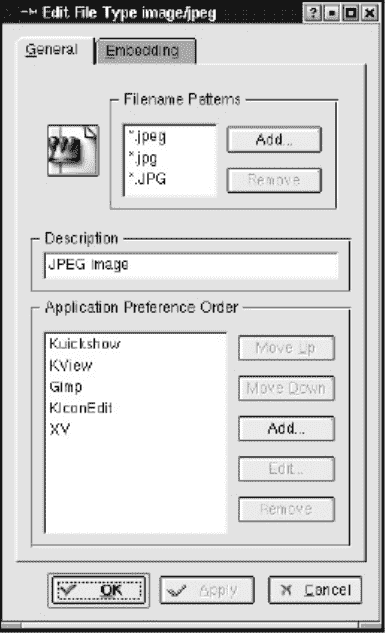 Edit File Type image/jpeg
General
Embedding
Filename Patterns
*.jpeg
*.jpg
*.JPG
Add...
Remove
Description
JPEG Image
Application Preference Order
Kuickshow
KView
Gimp
KIconEdit
XV
Move Up
Move Down
Add...
Edit...
Remove
OK
Apply
Cancel